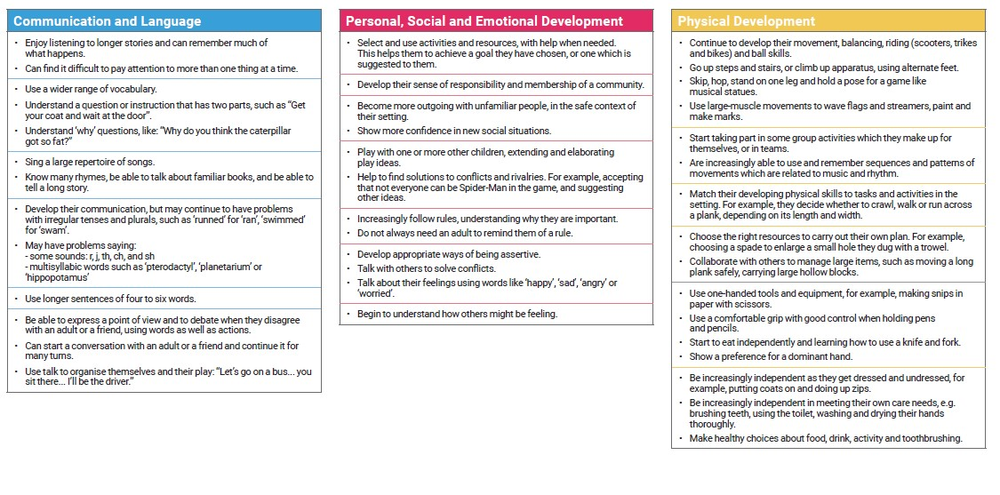 Communication and Language
• Enjoy listening to longer stories and can remember much of
what happens.
• Can find it difficult to pay attention to more than one thing at a time.
• Use a wider range of vocabulary.
• Understand a question or instruction that has two parts, such as “Get
your coat and wait at the door”.
• Understand ‘why’ questions, like: “Why do you think the caterpillar
got so fat?”
• Sing a large repertoire of songs.
• Know many rhymes, be able to talk about familiar books, and be able to
tell a long story.
• Develop their communication, but may continue to have problems
with irregular tenses and plurals, such as ‘runned’ for ‘ran’, ‘swimmed’
for ‘swam’.
• May have problems saying:
- some sounds: r, j, th, ch, and sh
- multisyllabic words such as ‘pterodactyl’, ‘planetarium’ or
‘hippopotamus’
• Use longer sentences of four to six words.
• Be able to express a point of view and to debate when they disagree
with an adult or a friend, using words as well as actions.
• Can start a conversation with an adult or a friend and continue it for
many turns.
• Use talk to organise themselves and their play: “Let’s go on a bus... you
sit there... I’ll be the driver.”
Personal, Social and Emotional Development
• Select and use activities and resources, with help when needed.
This helps them to achieve a goal they have chosen, or one which is
suggested to them.
• Develop their sense of responsibility and membership of a community.
• Become more outgoing with unfamiliar people, in the safe context of
their setting.
• Show more confidence in new social situations.
• Play with one or more other children, extending and elaborating
play ideas.
• Help to find solutions to conflicts and rivalries. For example, accepting
that not everyone can be Spider-Man in the game, and suggesting
other ideas.
• Increasingly follow rules, understanding why they are important.
• Do not always need an adult to remind them of a rule.
• Develop appropriate ways of being assertive.
• Talk with others to solve conflicts.
• Talk about their feelings using words like ‘happy’, ‘sad’, ‘angry’ or
‘worried’.
• Begin to understand how others might be feeling.
Physical Development
• Continue to develop their movement, balancing, riding (scooters, trikes
and bikes) and ball skills.
• Go up steps and stairs, or climb up apparatus, using alternate feet.
• Skip, hop, stand on one leg and hold a pose for a game like
musical statues.
• Use large-muscle movements to wave flags and streamers, paint and
make marks.
• Start taking part in some group activities which they make up for
themselves, or in teams.
• Are increasingly able to use and remember sequences and patterns of
movements which are related to music and rhythm.
• Match their developing physical skills to tasks and activities in the
setting. For example, they decide whether to crawl, walk or run across
a plank, depending on its length and width.
• Choose the right resources to carry out their own plan. For example,
choosing a spade to enlarge a small hole they dug with a trowel.
• Collaborate with others to manage large items, such as moving a long
plank safely, carrying large hollow blocks.
• Use one-handed tools and equipment, for example, making snips in
paper with scissors.
• Use a comfortable grip with good control when holding pens
and pencils.
• Start to eat independently and learning how to use a knife and fork.
• Show a preference for a dominant hand.
• Be increasingly independent as they get dressed and undressed, for
example, putting coats on and doing up zips.
• Be increasingly independent in meeting their own care needs, e.g.
brushing teeth, using the toilet, washing and drying their hands
thoroughly.
• Make healthy choices about food, drink, activity and toothbrushing.